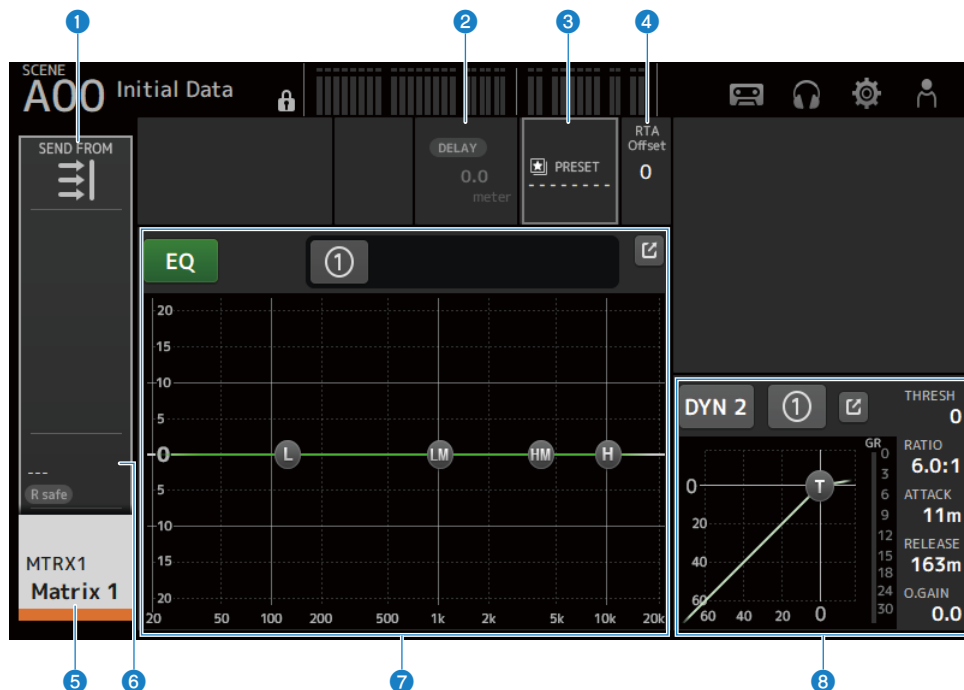 1 2 3 4
SCENE
A00 Initial Data
SEND FROM
DELAY
0.0
meter
PRESET
--------
RTA
Offset
0
EQ 1
20
15
10
5
0
5
10
15
20
L LM HM H
20 50 100 200 500 1k 2k 5k 10k 20k
---
R safe
MTRX1
Matrix 1
DYN 2 1
THRESH
0
RATIO
6.0:1
ATTACK
11m
RELEASE
163m
O.GAIN
0.0
GR
0
3
6
9
12
15
18
24
30
T
0
20
40
60
60 40 20 0
5 6 7 8